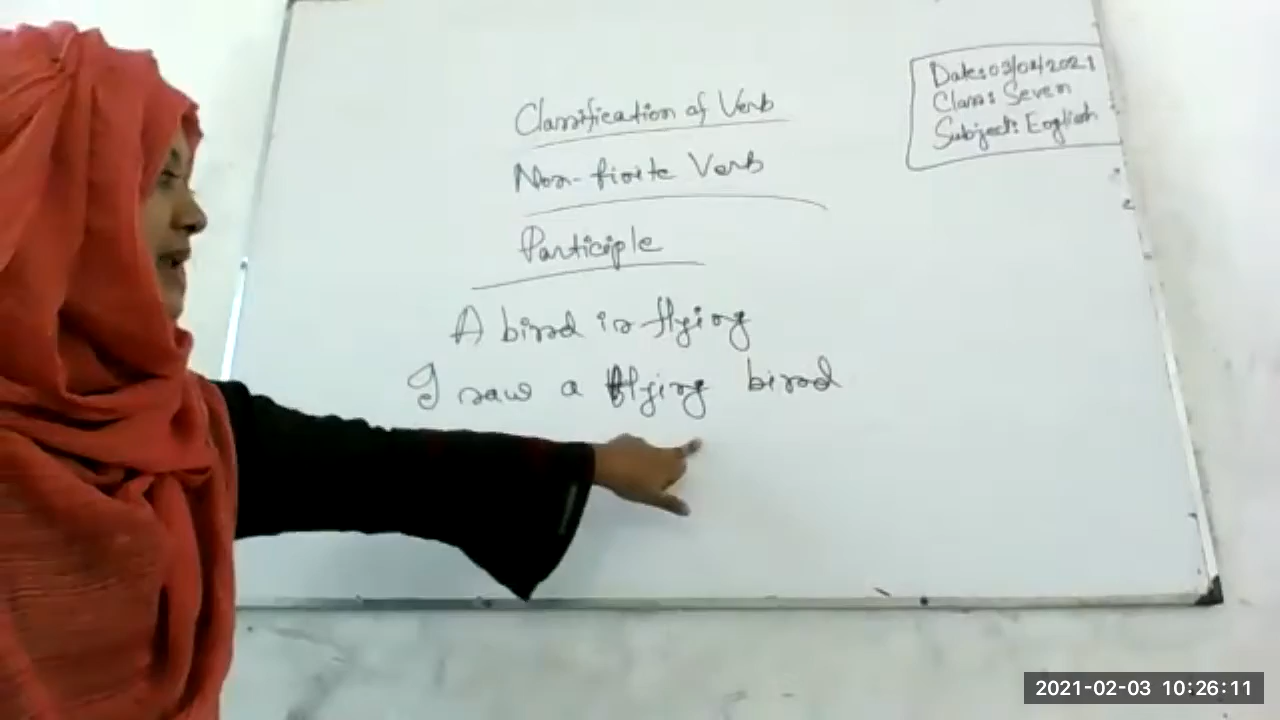 Classification of Verb
Non-finite Verb
Participle
A bird is flying
I saw a flying bird
Date: 03/02/2021
Class: Seven
Subject: English
2021-02-03 10:26:11